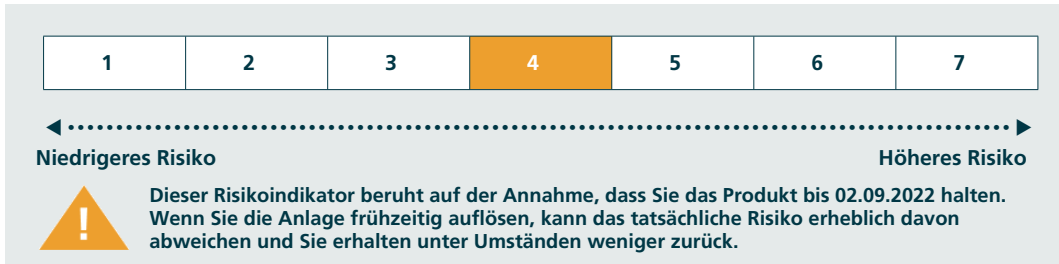 1 2 3 4 5 6 7
Niedrigeres Risiko Höheres Risiko
Dieser Risikoindikator beruht auf der Annahme, dass Sie das Produkt bis 02.09.2022 halten.
Wenn Sie die Anlage frühzeitig auflösen, kann das tatsächliche Risiko erheblich davon
abweichen und Sie erhalten unter Umständen weniger zurück.